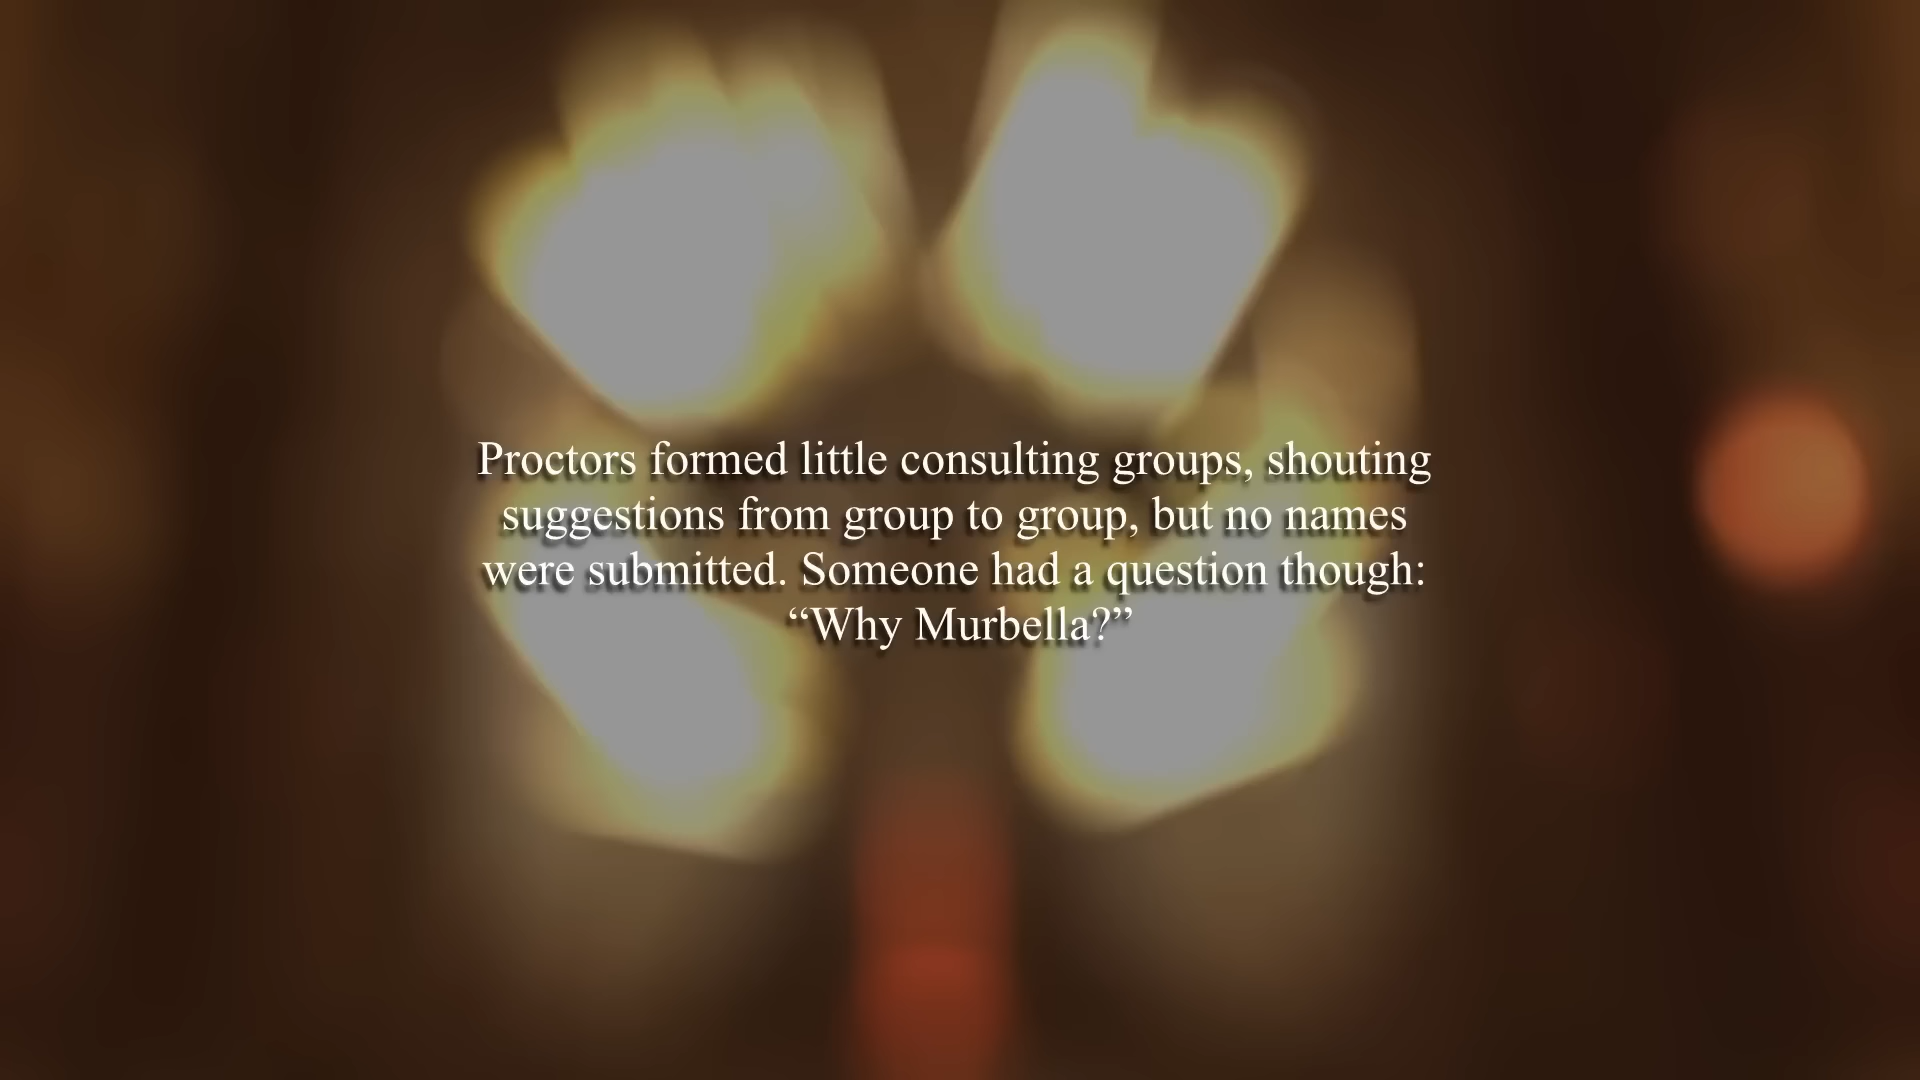 Proctors formed little consulting groups, shouting
suggestions from group to group, but no names
were submitted. Someone had a question though:
“Why Murbella?”